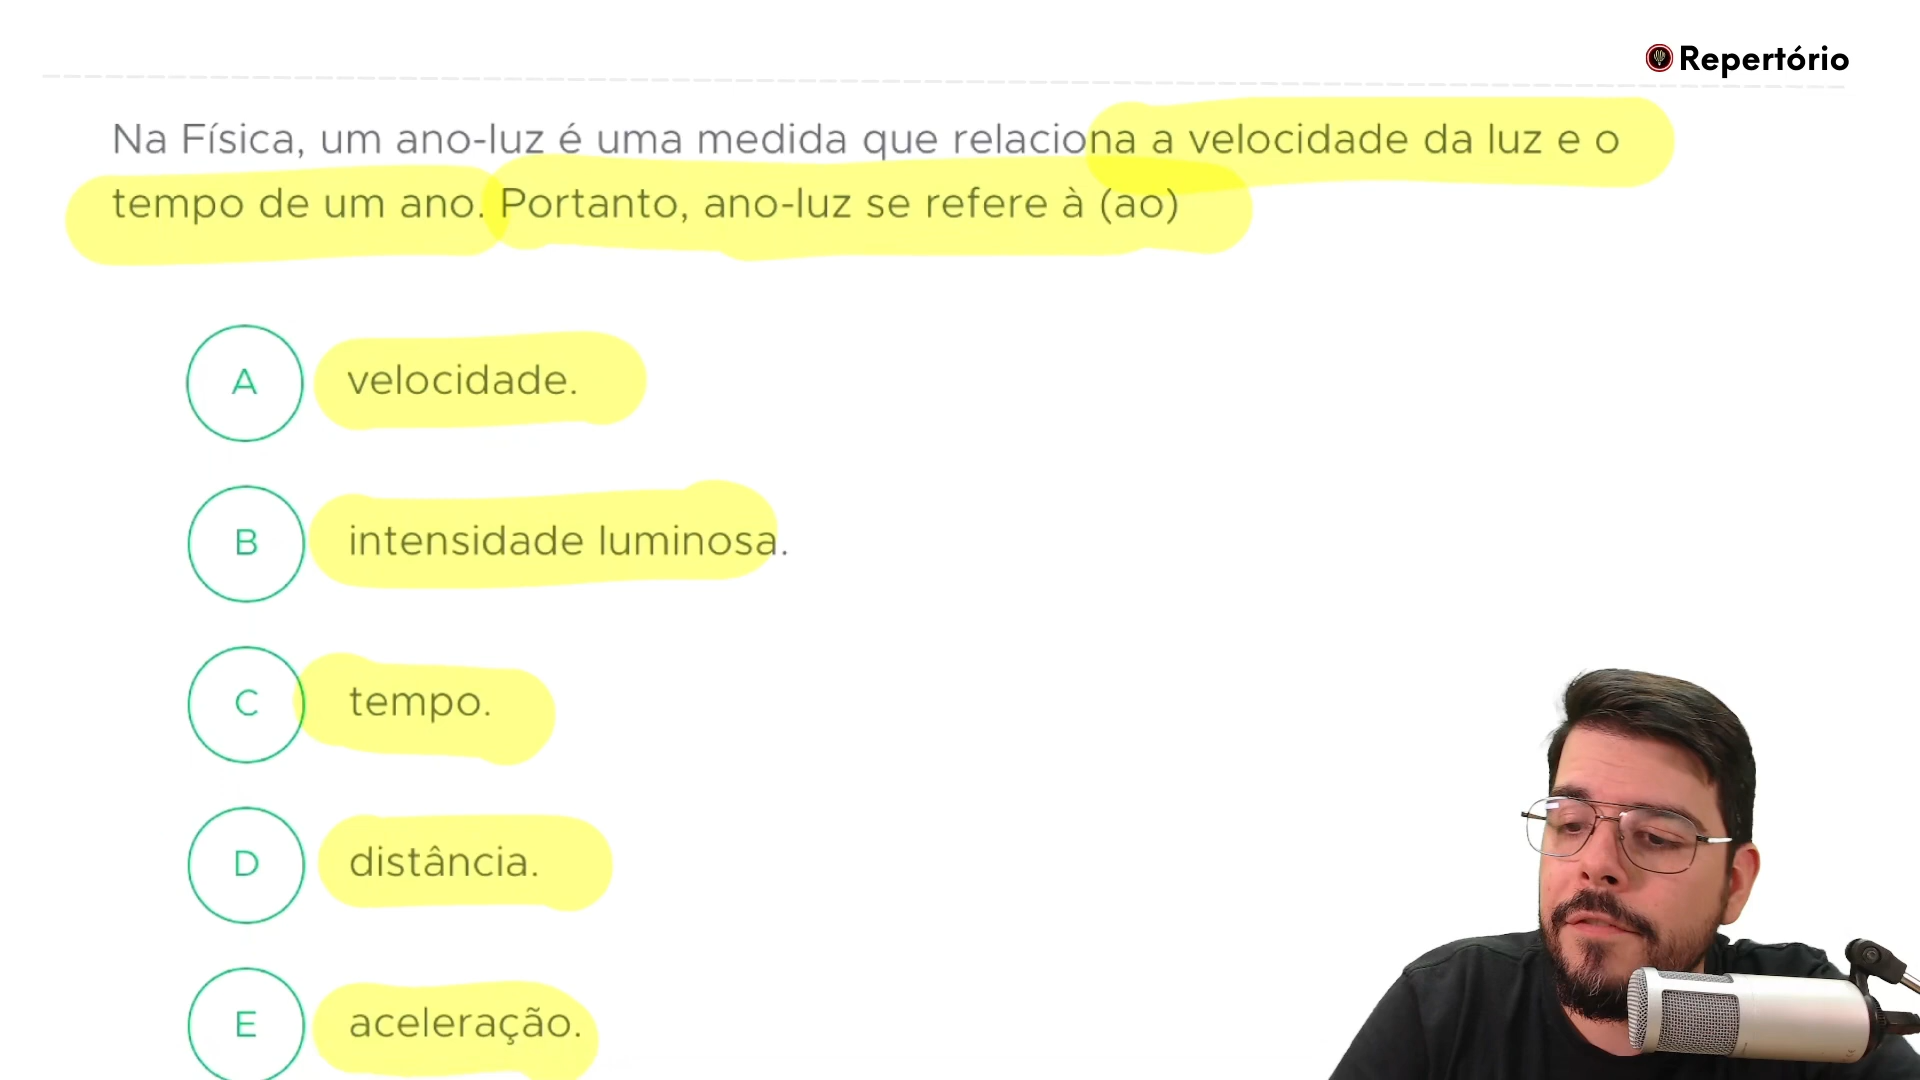 Repertório
Na Física, um ano-luz é uma medida que relaciona a velocidade da luz e o
tempo de um ano. Portanto, ano-luz se refere à (ao)
A velocidade.
B intensidade luminosa.
C tempo.
D distância.
E aceleração.